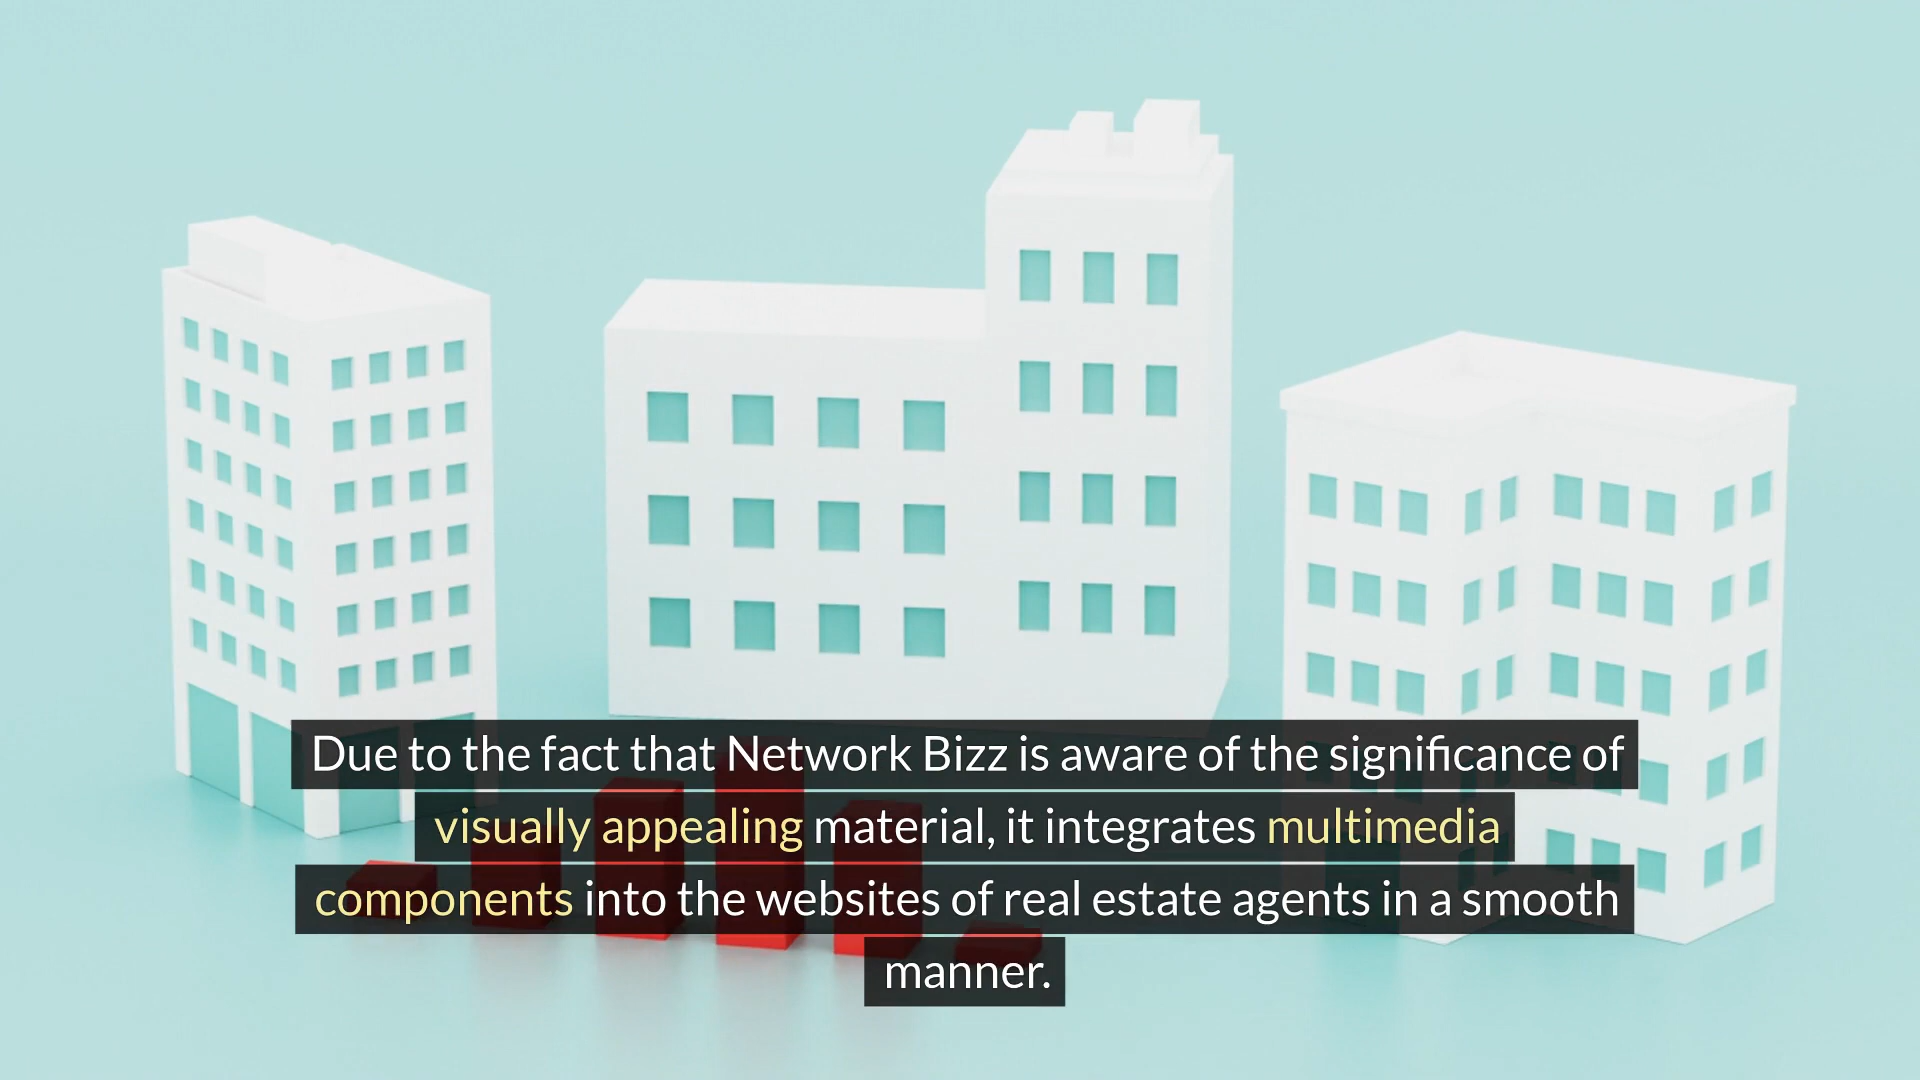 Due to the fact that Network Bizz is aware of the significance of
visually appealing material, it integrates multimedia
components into the websites of real estate agents in a smooth
manner.